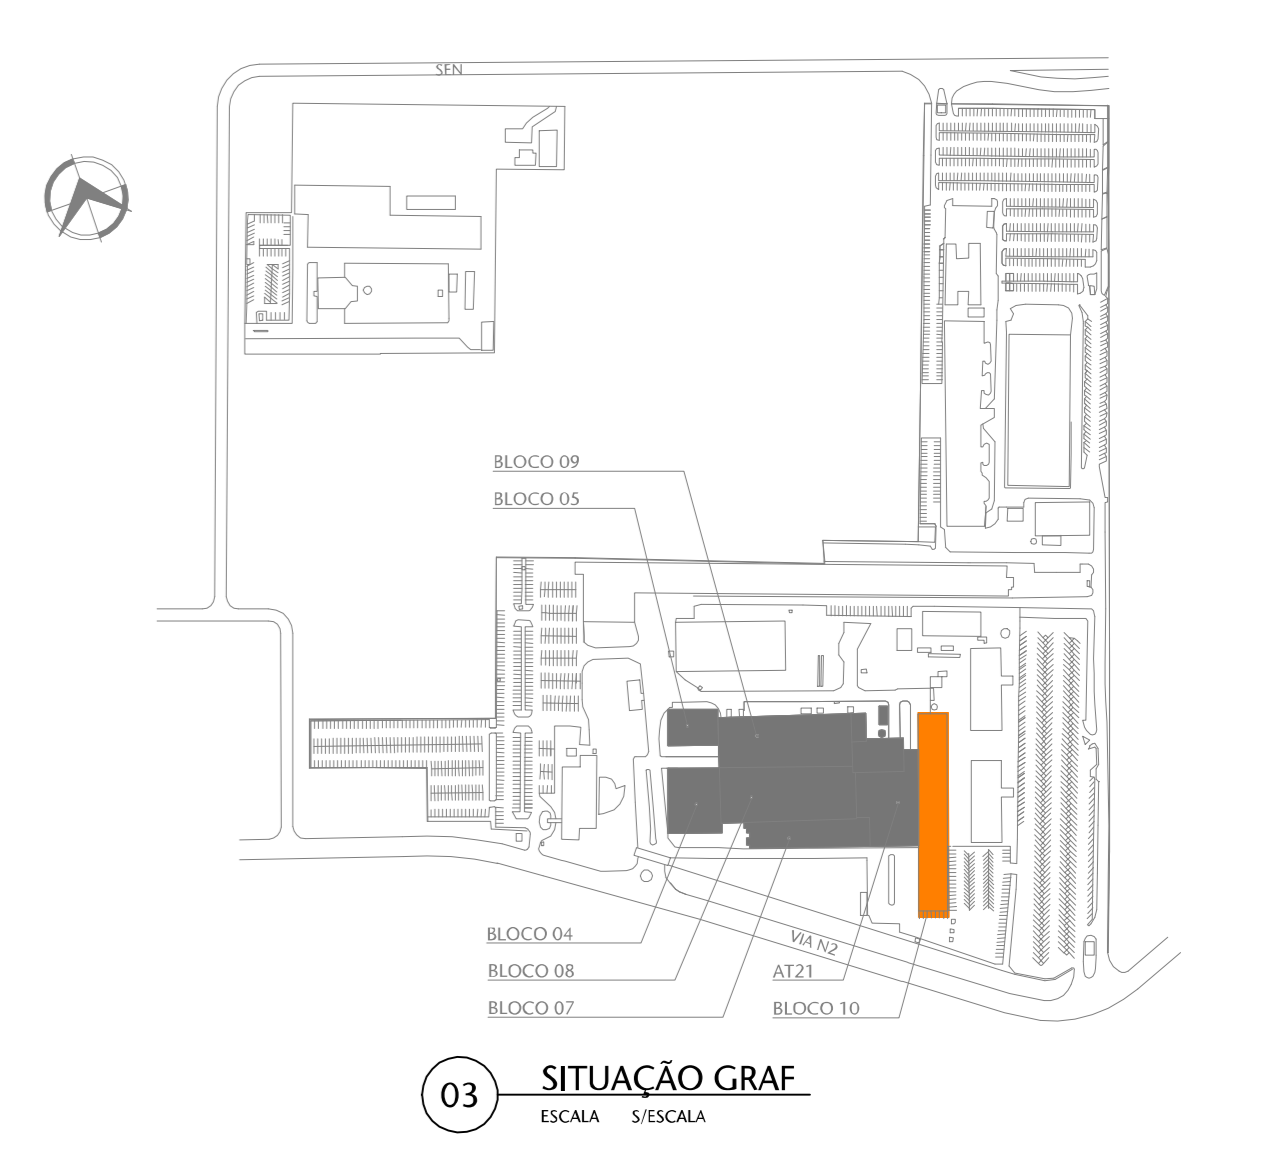 SEN
BLOCO 09
BLOCO 05
BLOCO 04
BLOCO 08
BLOCO 07
VIA N2
AT21
BLOCO 10
03
SITUAÇÃO GRAF
ESCALA S/ESCALA